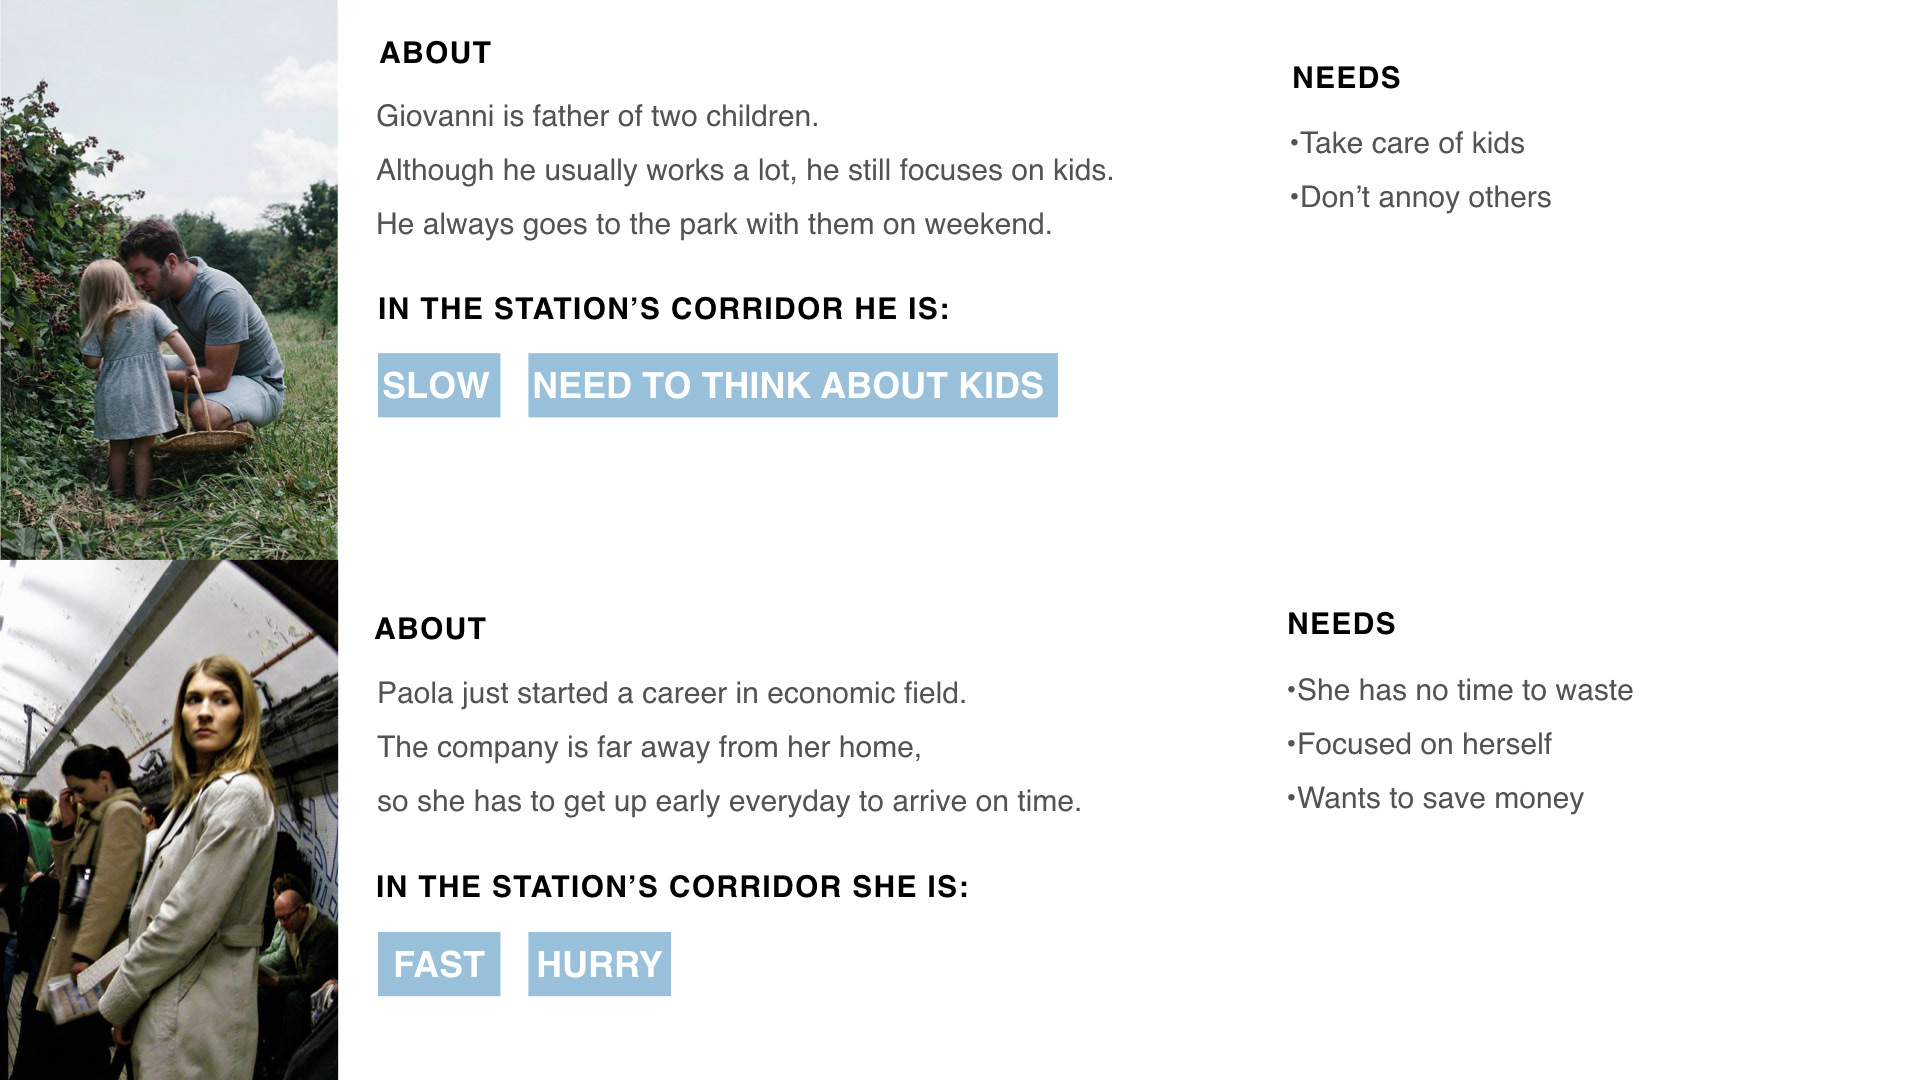 ABOUT
Giovanni is father of two children.
Although he usually works a lot, he still focuses on kids.
He always goes to the park with them on weekend.
IN THE STATION’S CORRIDOR HE IS:
SLOW
NEED TO THINK ABOUT KIDS
NEEDS
•Take care of kids
•Don’t annoy others
ABOUT
Paola just started a career in economic field.
The company is far away from her home,
so she has to get up early everyday to arrive on time.
IN THE STATION’S CORRIDOR SHE IS:
FAST
HURRY
NEEDS
•She has no time to waste
•Focused on herself
•Wants to save money